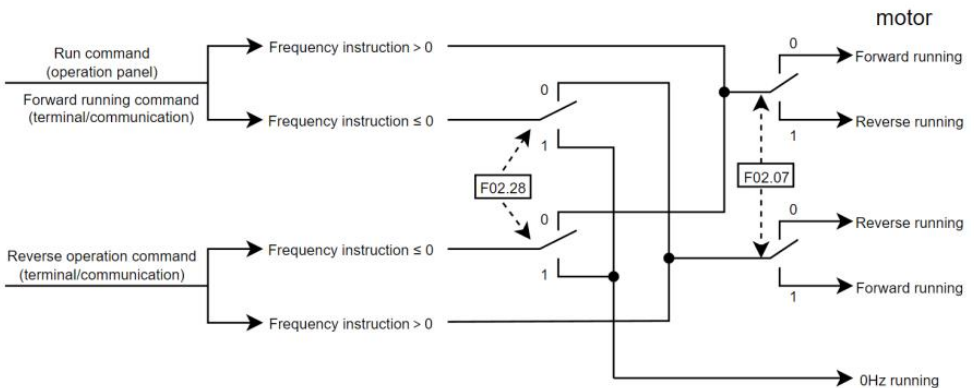 motor
Run command
(operation panel)
Forward running command
(terminal/communication)
Frequency instruction > 0
Frequency instruction ≤ 0
0
1
F02.28
0
1
Reverse operation command
(terminal/communication)
Frequency instruction ≤ 0
Frequency instruction > 0
0
Forward running
1
Reverse running
F02.07
0
Reverse running
1
Forward running
0Hz running